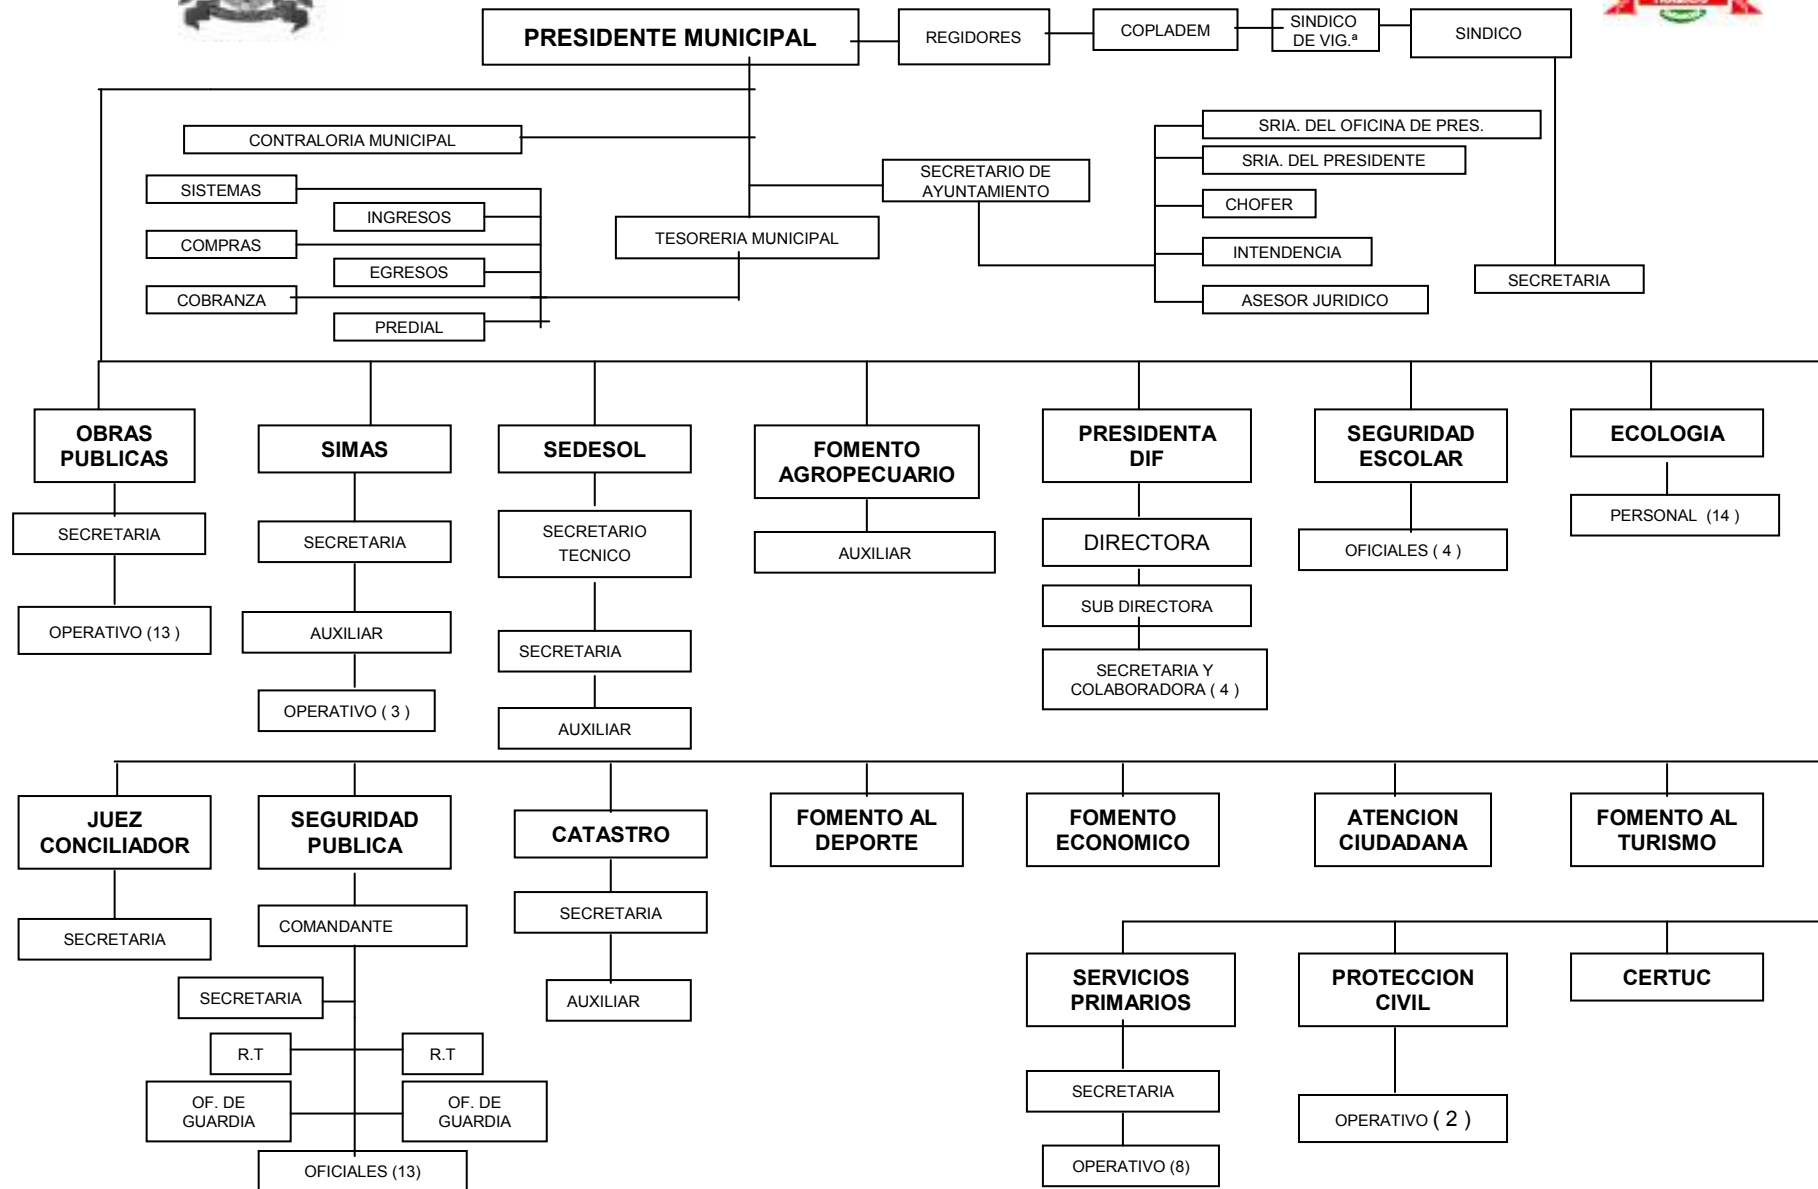 PRESIDENTE MUNICIPAL
REGIDORES
COPLADEM
SINDICO
DE VIG.ª
SINDICO
CONTRALORIA MUNICIPAL
SRIA. DEL OFICINA DE PRES.
SRIA. DEL PRESIDENTE
SECRETARIO DE
AYUNTAMIENTO
SISTEMAS
INGRESOS
CHOFER
TESORERIA MUNICIPAL
COMPRAS
INTENDENCIA
EGRESOS
SECRETARIA
COBRANZA
ASESOR JURIDICO
PREDIAL
OBRAS
PUBLICAS
SIMAS
SEDESOL
FOMENTO
AGROPECUARIO
PRESIDENTA
DIF
SEGURIDAD
ESCOLAR
ECOLOGIA
SECRETARIA
SECRETARIA
SECRETARIO
TECNICO
AUXILIAR
DIRECTORA
OFICIALES ( 4 )
PERSONAL (14 )
OPERATIVO (13 )
AUXILIAR
SECRETARIA
SUB DIRECTORA
OPERATIVO ( 3 )
AUXILIAR
SECRETARIA Y
COLABORADORA ( 4 )
JUEZ
CONCILIADOR
SEGURIDAD
PUBLICA
CATASTRO
FOMENTO AL
DEPORTE
FOMENTO
ECONOMICO
ATENCION
CIUDADANA
FOMENTO AL
TURISMO
SECRETARIA
COMANDANTE
SECRETARIA
SECRETARIA
AUXILIAR
R.T
R.T
OF. DE
GUARDIA
OF. DE
GUARDIA
OFICIALES (13)
SERVICIOS
PRIMARIOS
PROTECCION
CIVIL
CERTUC
SECRETARIA
OPERATIVO ( 2 )
OPERATIVO (8)